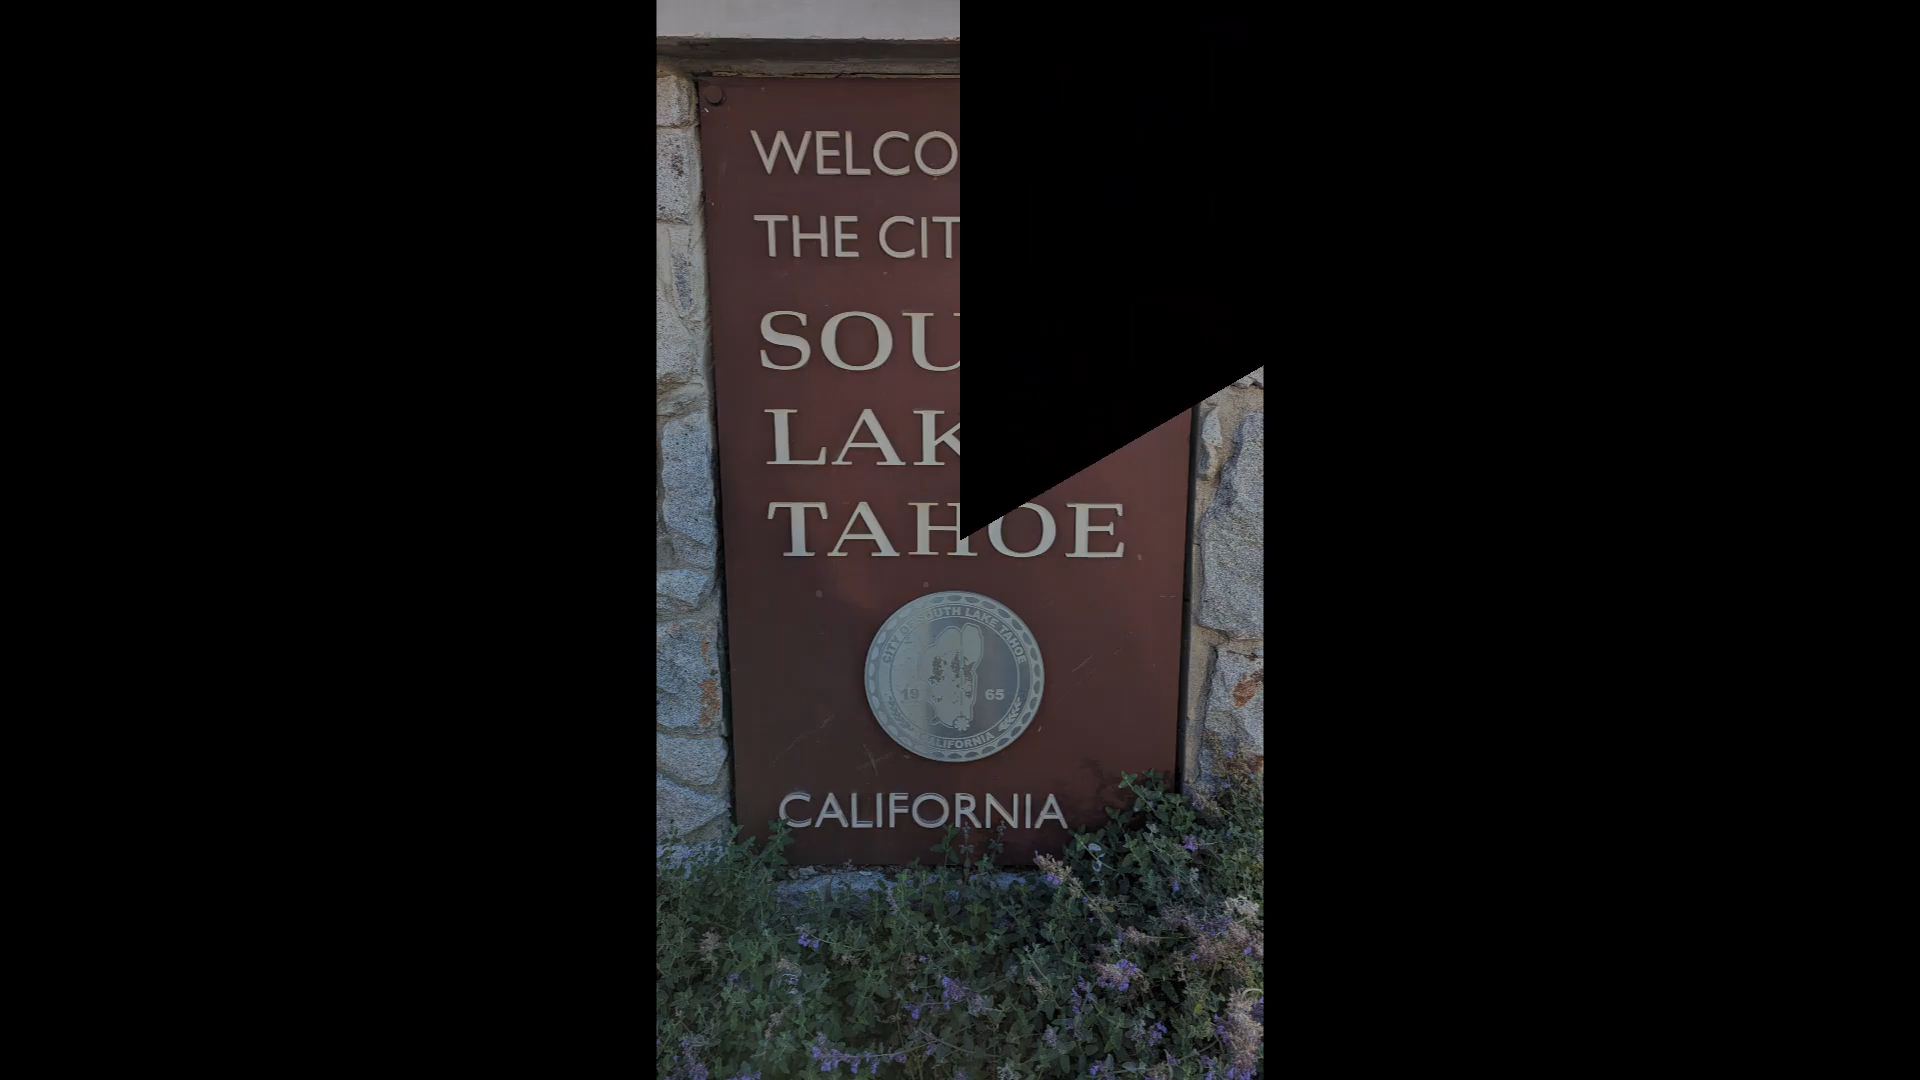 WELCO
THE CIT
SOU
LAK
TAHOE
CITY OF SOUTH LAKE TAHOE
19 65
CALIFORNIA
CALIFORNIA